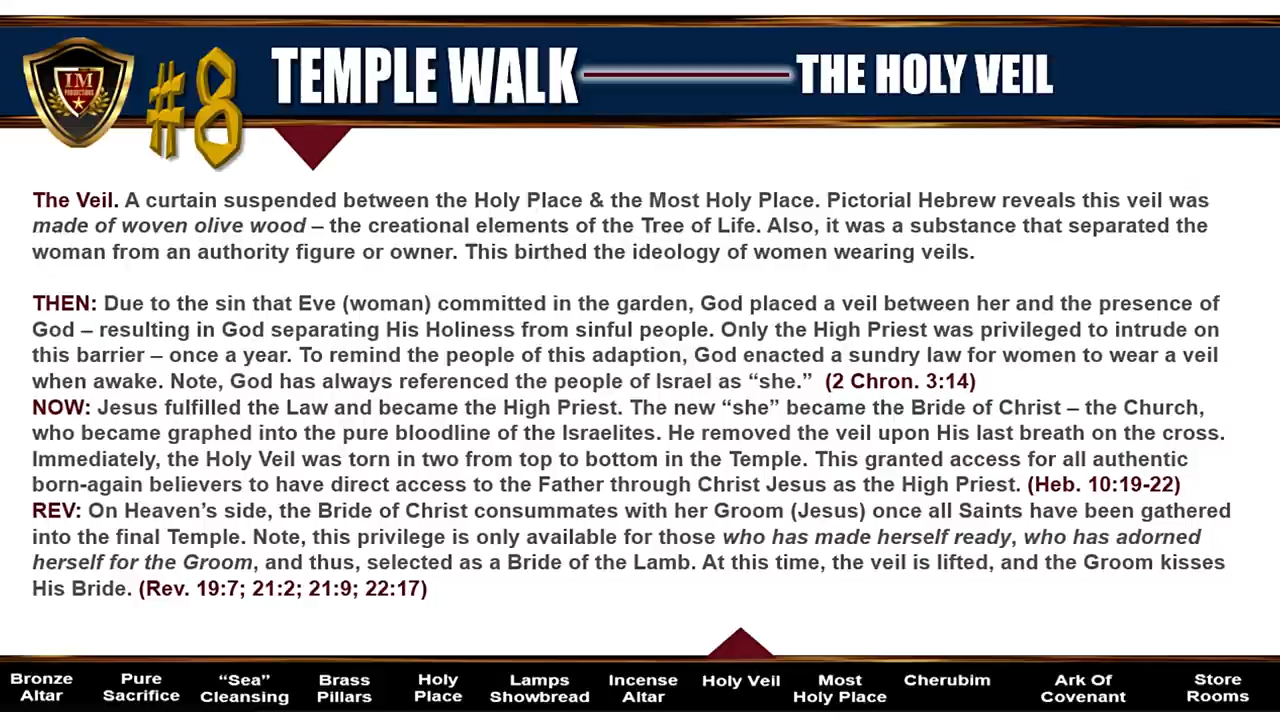 IM
PRODUCTIONS
#8
TEMPLE WALK
THE HOLY VEIL
The Veil. A curtain suspended between the Holy Place & the Most Holy Place. Pictorial Hebrew reveals this veil was
made of woven olive wood – the creational elements of the Tree of Life. Also, it was a substance that separated the
woman from an authority figure or owner. This birthed the ideology of women wearing veils.
THEN: Due to the sin that Eve (woman) committed in the garden, God placed a veil between her and the presence of
God – resulting in God separating His Holiness from sinful people. Only the High Priest was privileged to intrude on
this barrier – once a year. To remind the people of this adaption, God enacted a sundry law for women to wear a veil
when awake. Note, God has always referenced the people of Israel as “she.” (2 Chron. 3:14)
NOW: Jesus fulfilled the Law and became the High Priest. The new “she” became the Bride of Christ – the Church,
who became graphed into the pure bloodline of the Israelites. He removed the veil upon His last breath on the cross.
Immediately, the Holy Veil was torn in two from top to bottom in the Temple. This granted access for all authentic
born-again believers to have direct access to the Father through Christ Jesus as the High Priest. (Heb. 10:19-22)
REV: On Heaven’s side, the Bride of Christ consummates with her Groom (Jesus) once all Saints have been gathered
into the final Temple. Note, this privilege is only available for those who has made herself ready, who has adorned
herself for the Groom, and thus, selected as a Bride of the Lamb. At this time, the veil is lifted, and the Groom kisses
His Bride. (Rev. 19:7; 21:2; 21:9; 22:17)
Bronze
Altar
Pure
Sacrifice
“Sea”
Cleansing
Brass
Pillars
Holy
Place
Lamps
Showbread
Incense
Altar
Holy Veil
Most
Holy Place
Cherubim
Ark Of
Covenant
Store
Rooms